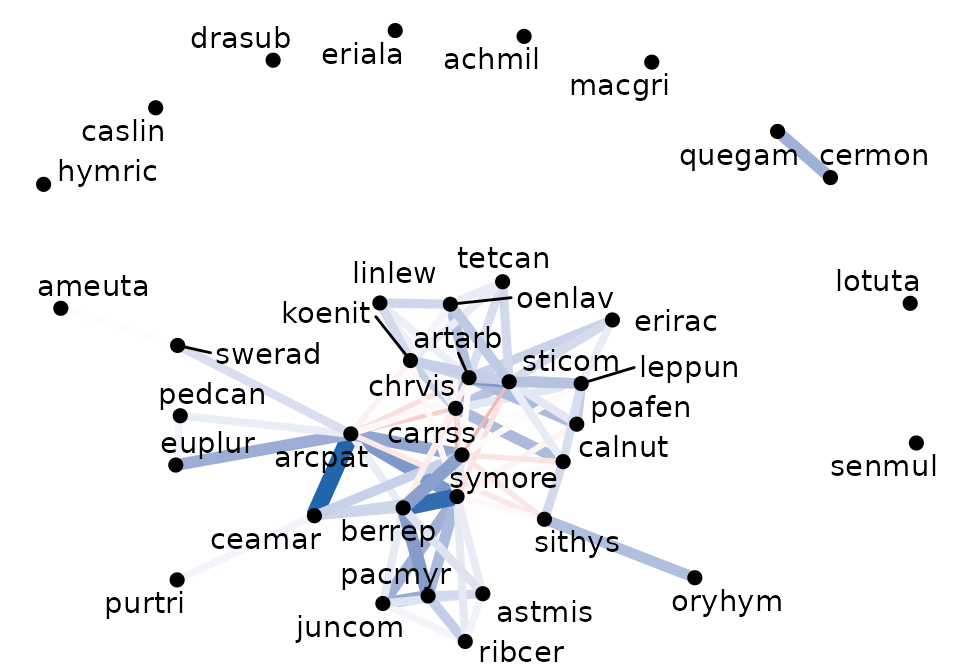 drasub
eriala
achmil
macgri
caslin
hymric
quegam
cermon
ameuta
linlew
tetcan
lotuta
koenit
oenlav
erirac
artarb
swerad
sticom
leppun
pedcan
chrvis
poafen
euplur
carrss
calnut
arcpat
symore
senmul
ceamar
berrep
sithys
purtri
pacmyr
astmis
oryhym
juncom
ribcer